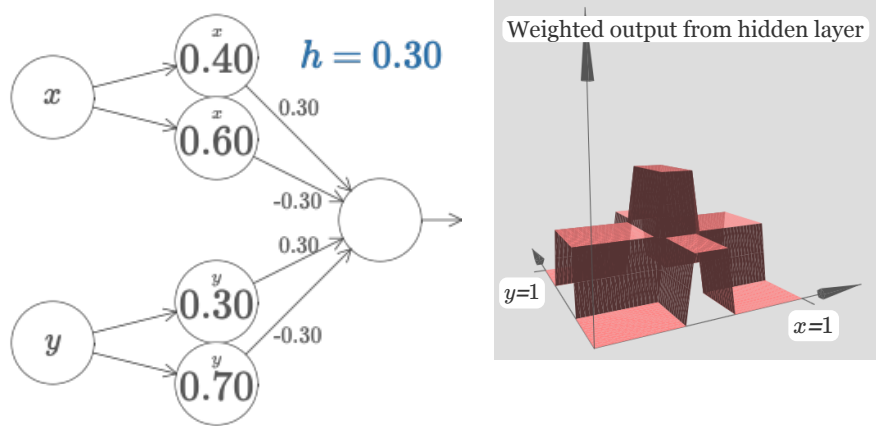 x
x
0.40
x
0.60
h = 0.30
0.30
-0.30
y
y
0.30
y
0.70
0.30
-0.30
Weighted output from hidden layer
y=1
x=1